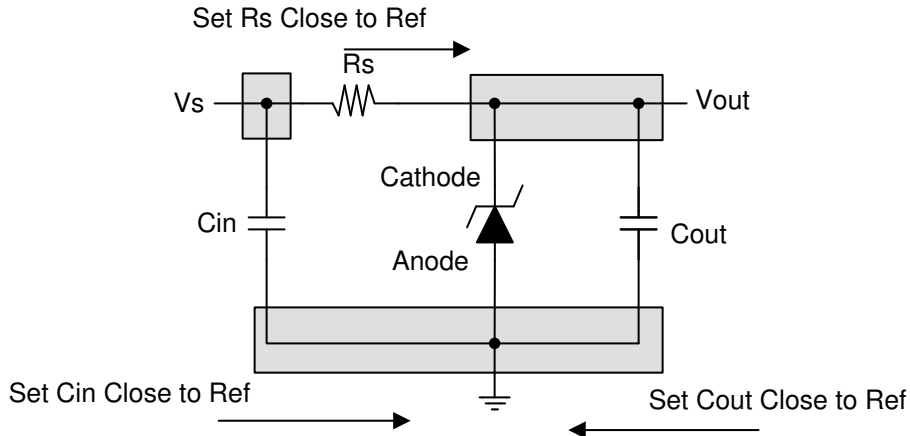 Set Rs Close to Ref
Rs
Vs
Vout
Cathode
Cin
Cout
Anode
Set Cin Close to Ref
Set Cout Close to Ref